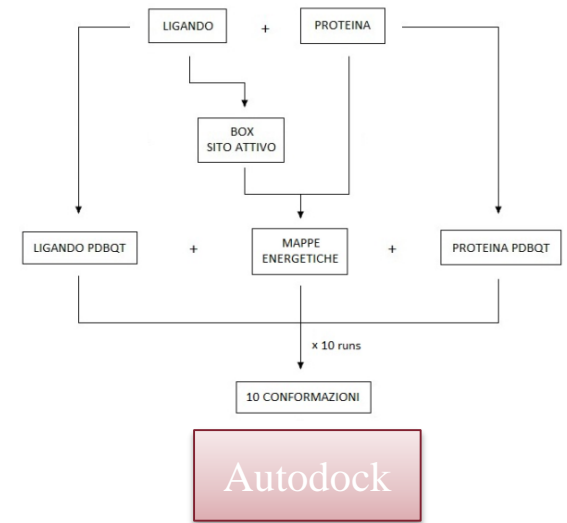 LIGANDO + PROTEINA
BOX
SITO ATTIVO
LIGANDO PDBQT + MAPPE
ENERGETICHE + PROTEINA PDBQT
x 10 runs
10 CONFORMAZIONI
Autodock